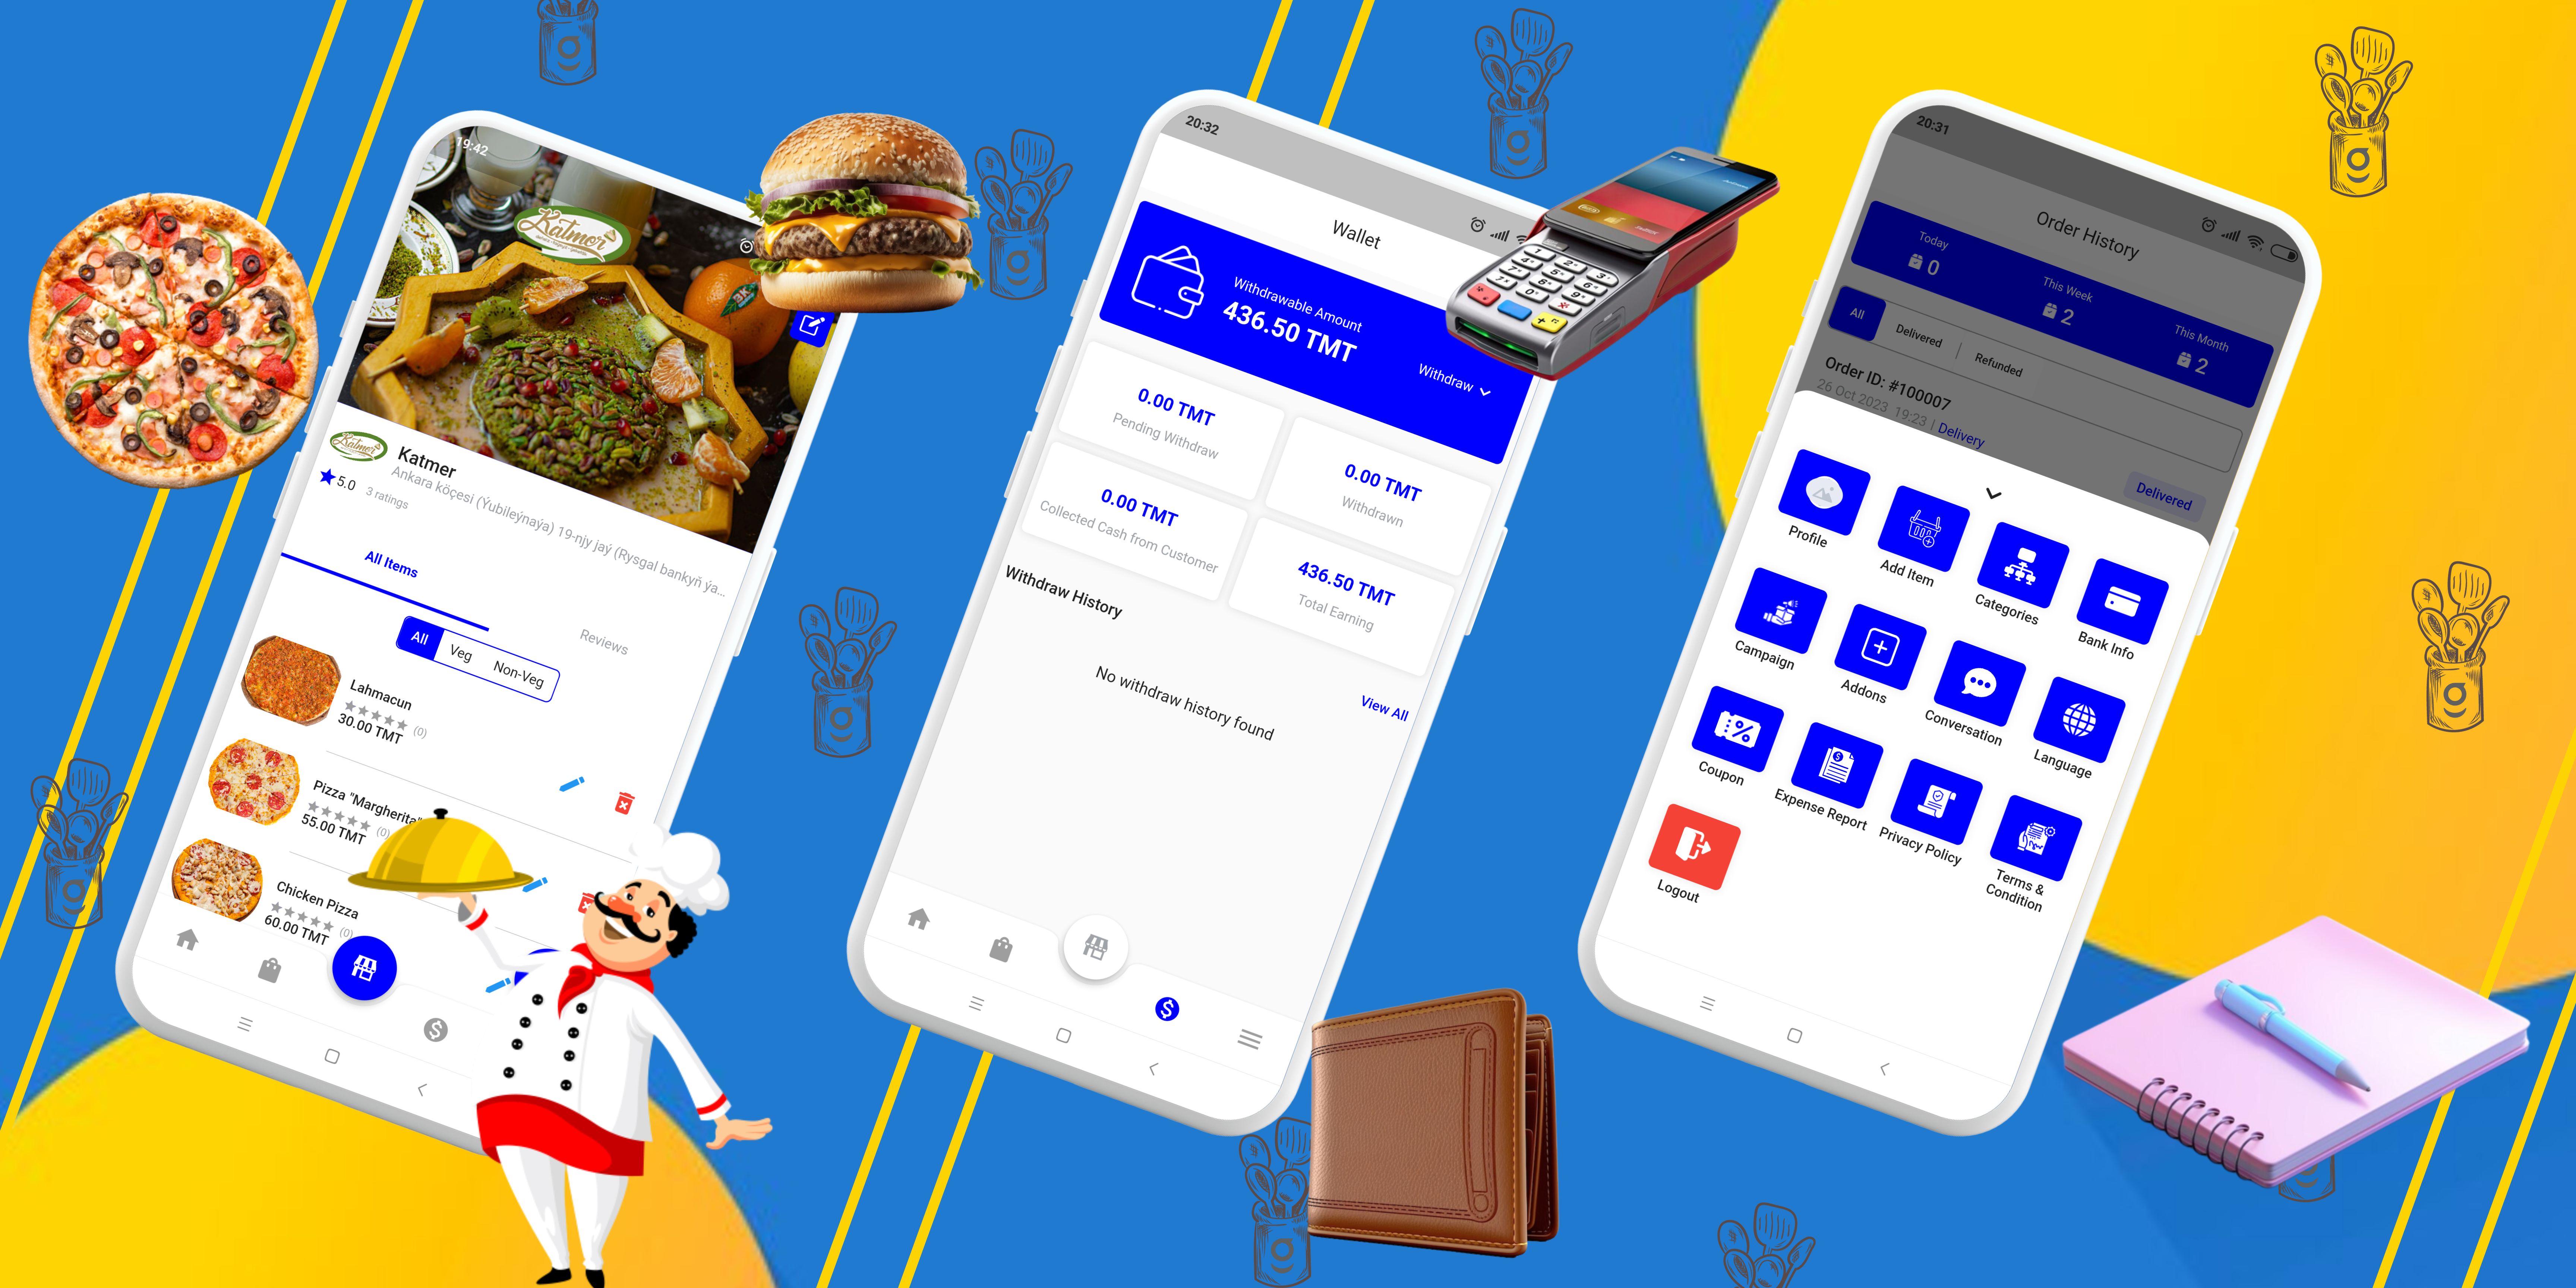 19:42
Katmer
Katmer
Katmer
Ankara köçesi (Ýubileýnaýa) 19-njy jaý (Rysgal bankyň ýa...
5.0
3 ratings
All Items
Reviews
All
Veg
Non-Veg
Lahmacun
(0)
30.00 TMT
Pizza "Margherita"
(0)
55.00 TMT
Chicken Pizza
(0)
60.00 TMT
20:32
Wallet
Withdrawable Amount
436.50 TMT
Withdraw
0.00 TMT
Pending Withdraw
0.00 TMT
Withdrawn
0.00 TMT
Collected Cash from Customer
436.50 TMT
Total Earning
Withdraw History
View All
No withdraw history found
20:31
Order History
Today
0
This Week
2
This Month
2
All
Delivered
Refunded
Order ID: #100007
26 Oct 2023 19:23 | Delivery
Delivered
Profile
Add Item
Categories
Bank Info
Campaign
Addons
Conversation
Language
Coupon
Expense Report
Privacy Policy
Terms &
Condition
Logout